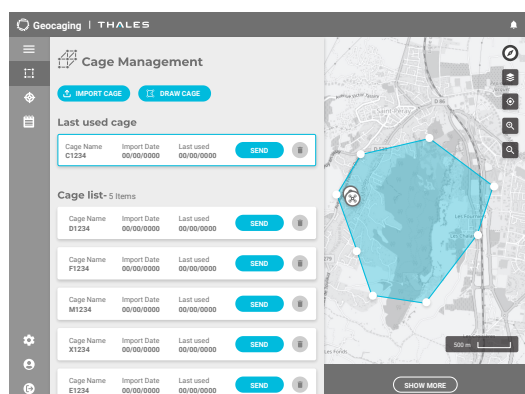 Geocaging | THALES
Cage Management
IMPORT CAGE
DRAW CAGE
Last used cage
Cage Name Import Date Last used
C1234 00/00/0000 00/00/0000
SEND
Cage list- 5 Items
Cage Name Import Date Last used
D1234 00/00/0000 00/00/0000
SEND
Cage Name Import Date Last used
F1234 00/00/0000 00/00/0000
SEND
Cage Name Import Date Last used
M1234 00/00/0000 00/00/0000
SEND
Cage Name Import Date Last used
X1234 00/00/0000 00/00/0000
SEND
Cage Name Import Date Last used
E1234 00/00/0000 00/00/0000
SEND
D 86
Saint-Péray
Les Fonds
500 m
SHOW MORE